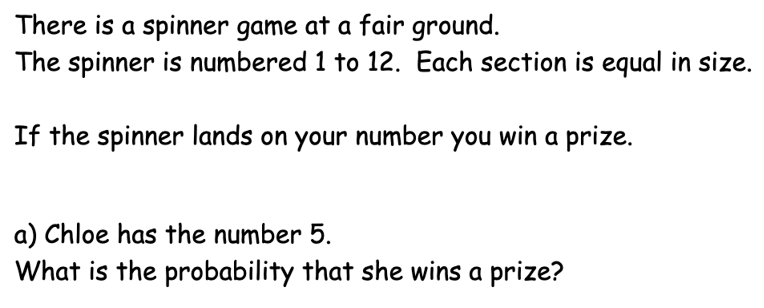 There is a spinner game at a fair ground.
The spinner is numbered 1 to 12.  Each section is equal in size.
If the spinner lands on your number you win a prize.
a) Chloe has the number 5.
What is the probability that she wins a prize?